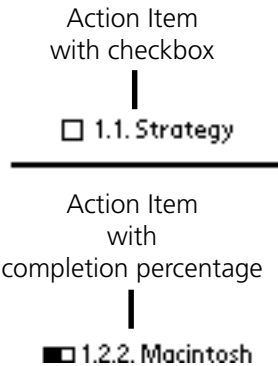 Action Item
with checkbox
1.1. Strategy
Action Item
with
completion percentage
1.2.2. Macintosh